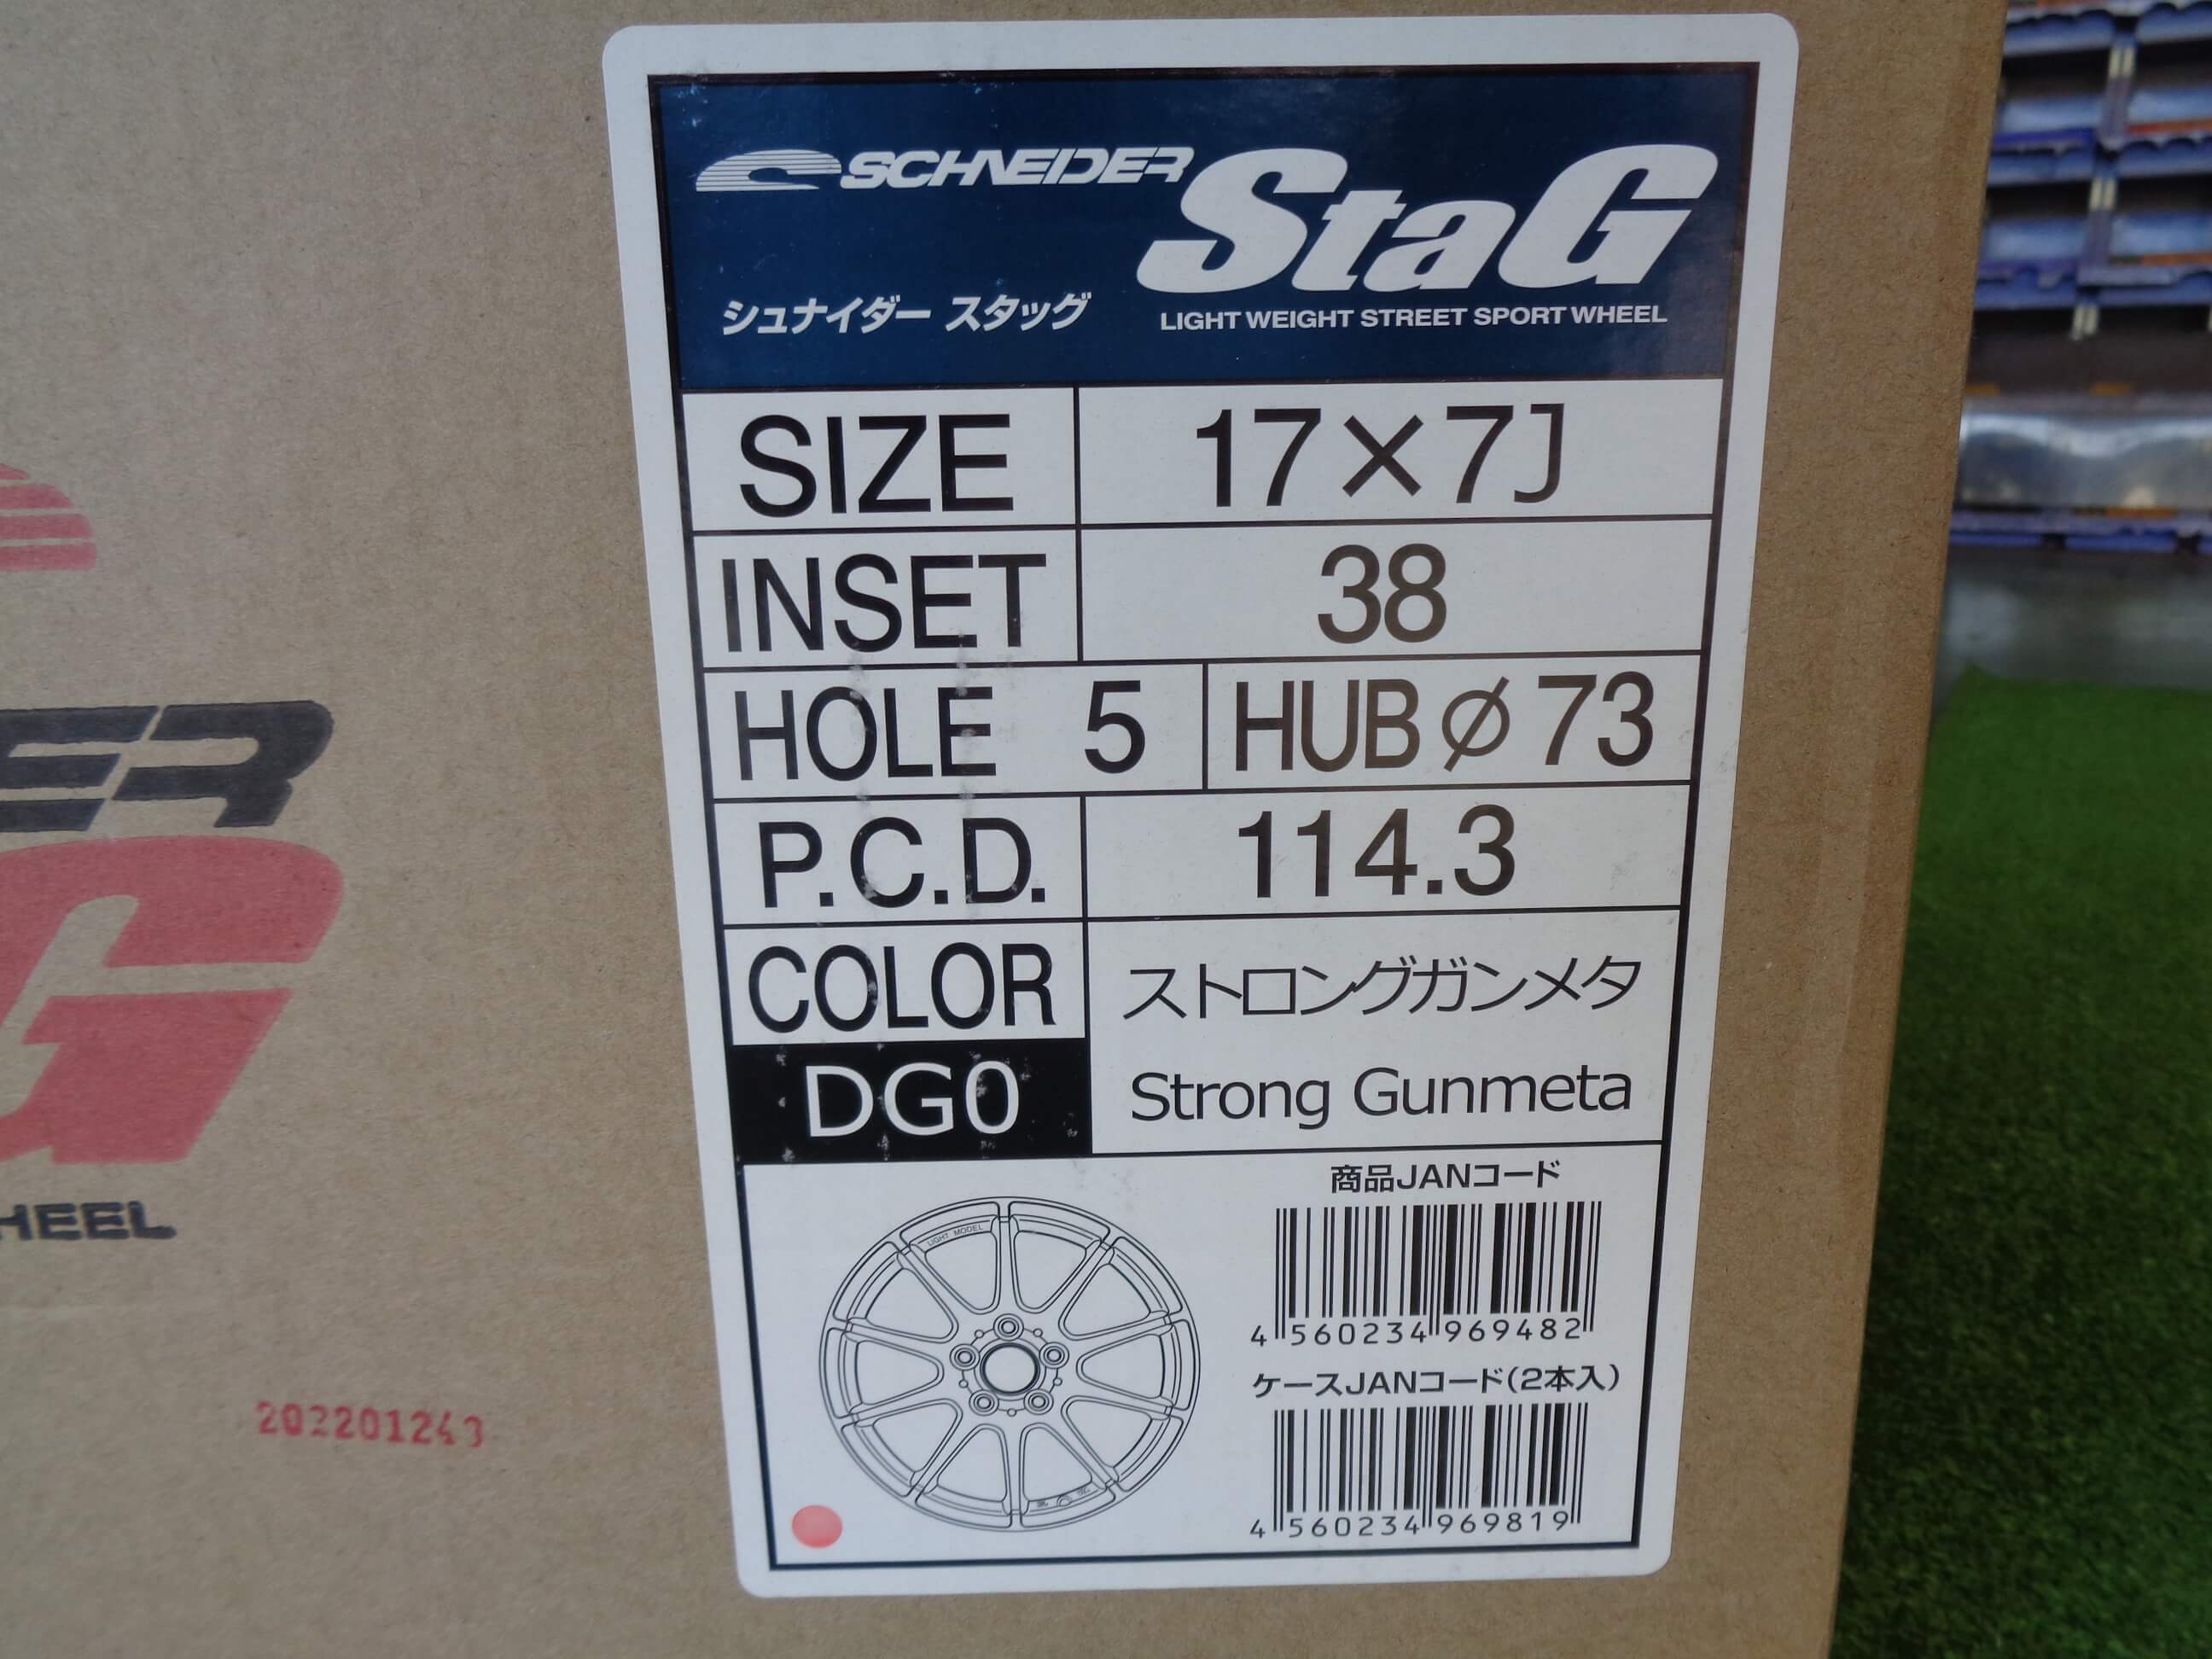 SCHNEIDER StaG
シュナイダー スタッグ
LIGHT WEIGHT STREET SPORT WHEEL
SIZE 17×7J
INSET 38
HOLE 5 HUB ø 73
P.C.D. 114.3
COLOR ストロングガンメタ
DG0 Strong Gunmeta
LIGHT MODEL
商品JANコード
4 560234 969482
ケースJANコード(2本入)
4 560234 969819
ER
G
HEEL